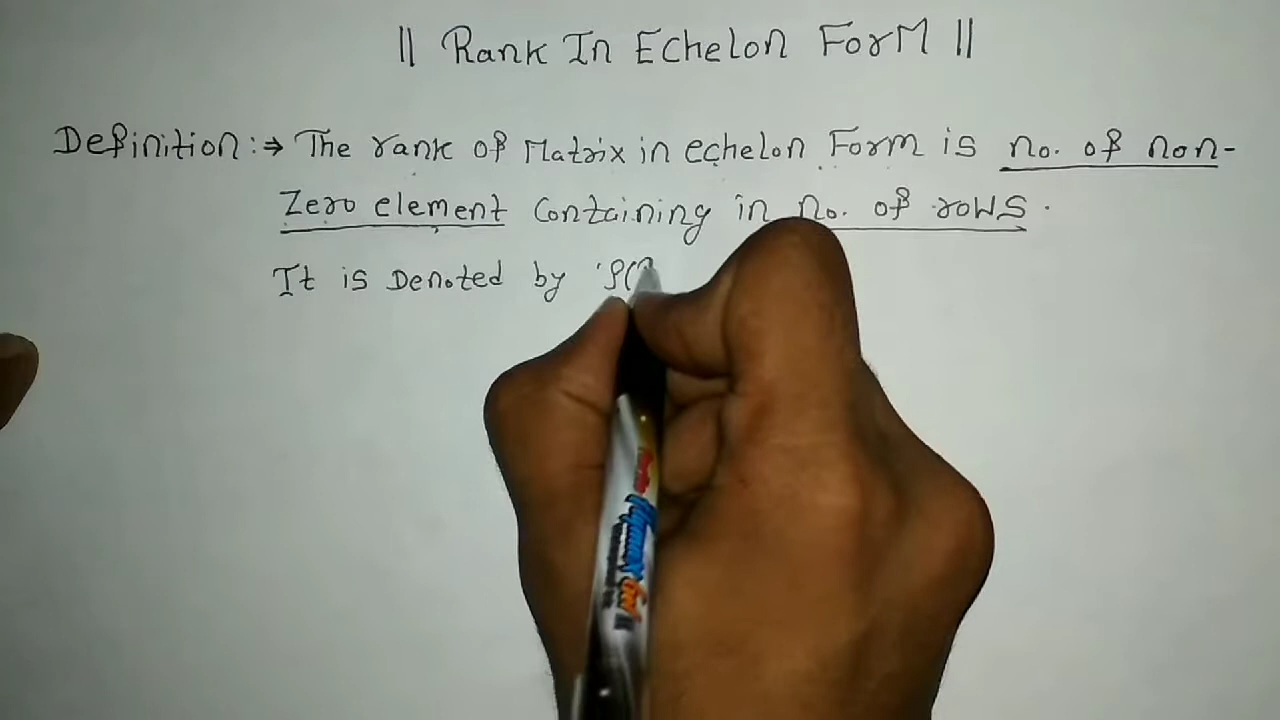 || Rank In Echelon Form ||
Definition :⇒ The rank of Matrix in echelon Form is no. of non-
Zero element containing in no. of rows.
It is Denoted by 'ρ(